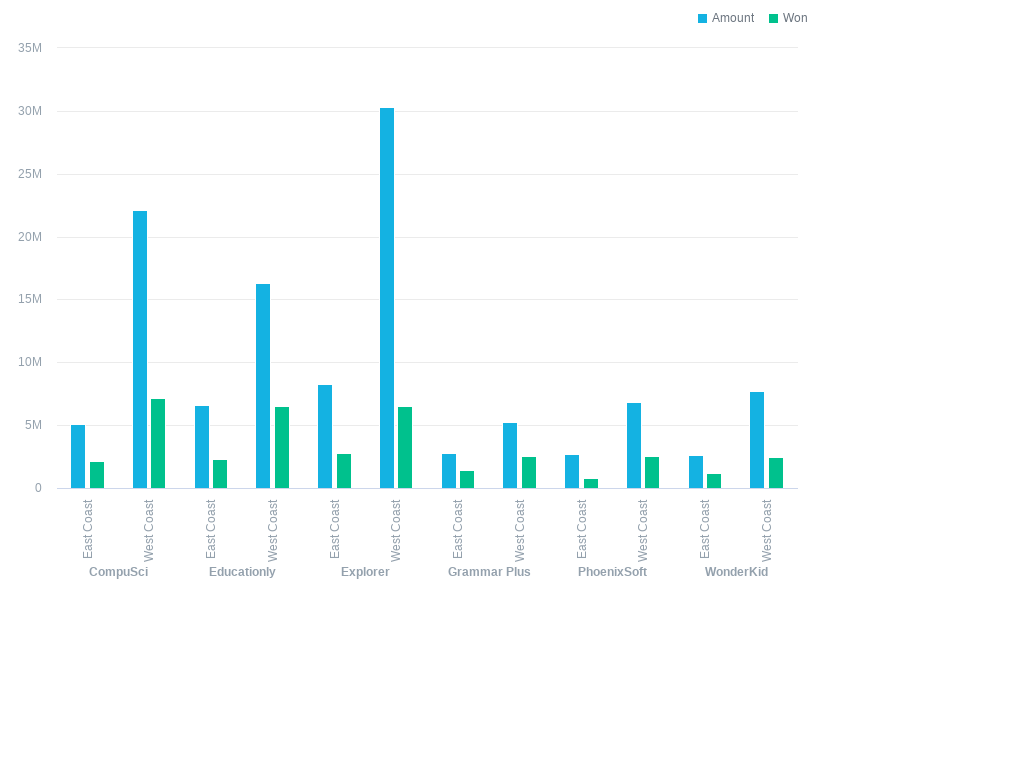 Amount Won
35M
30M
25M
20M
15M
10M
5M
0
East Coast West Coast East Coast West Coast East Coast West Coast East Coast West Coast East Coast West Coast East Coast West Coast
CompuSci Educationly Explorer Grammar Plus PhoenixSoft WonderKid